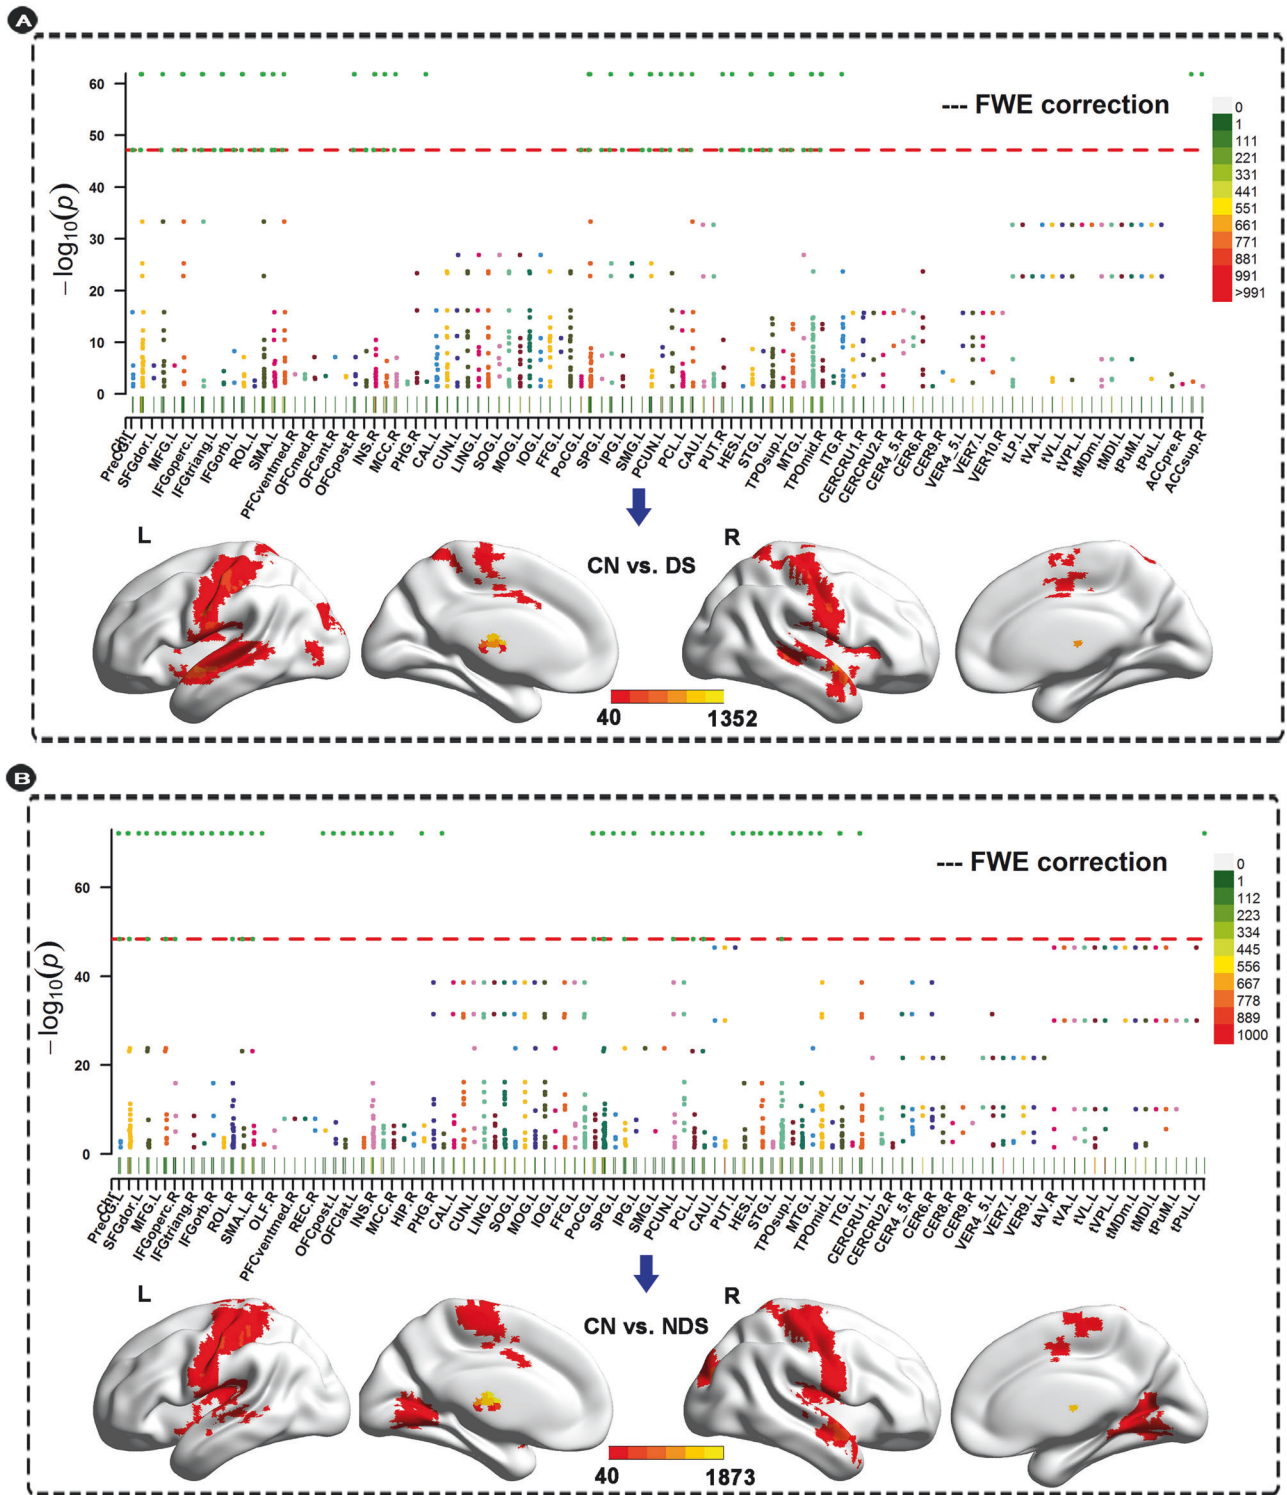 A
60
50
40
30
20
10
0
−log10(p)
--- FWE correction
0
1
111
221
331
441
551
661
771
881
991
>991
Chr
PreCG.L
SFGdor.L
MFG.L
IFGoperc.L
IFGtriang.L
IFGorb.L
ROL.L
SMA.L
PFCventmed.R
OFCmed.R
OFCant.R
OFCpost.R
INS.R
MCC.R
PHG.R
CAL.L
CUN.L
LING.L
SOG.L
MOG.L
IOG.L
FFG.L
PoCG.L
SPG.L
IPG.L
SMG.L
PCUN.L
PCL.L
CAU.L
PUT.R
HES.L
STG.L
TPOsup.L
MTG.L
TPOmid.R
ITG.R
CERCRU1.R
CERCRU2.R
CER4_5.R
CER6.R
CER9.R
VER4_5.L
VER7.L
VER10.R
tLP.L
tVA.L
tVL.L
tVPL.L
tMDm.L
tMDl.L
tPuM.L
tPuL.L
ACCpre.R
ACCsup.R
L
CN vs. DS
R
40
1352
B
60
40
20
0
−log10(p)
--- FWE correction
0
1
112
223
334
445
556
667
778
889
1000
Chr
PreCG.L
SFGdor.L
MFG.L
IFGoperc.R
IFGtriang.R
IFGorb.R
ROL.R
SMA.L.R
OLF.R
PFCventmed.R
REC.R
OFCpost.L
OFClat.L
INS.R
MCC.R
HIP.R
PHG.R
CAL.L
CUN.L
LING.L
SOG.L
MOG.L
IOG.L
FFG.L
PoCG.L
SPG.L
IPG.L
SMG.L
PCUN.L
PCL.L
CAU.L
PUT.L
HES.L
STG.L
TPOsup.L
MTG.L
TPOmid.L
ITG.L
CERCRU1.L
CERCRU2.R
CER4_5.R
CER6.R
CER8.R
CER9.R
VER4_5.L
VER7.L
VER9.L
tAV.R
tVA.L
tVL.L
tVPL.L
tMDm.L
tMDl.L
tPuM.L
tPuL.L
L
CN vs. NDS
R
40
1873